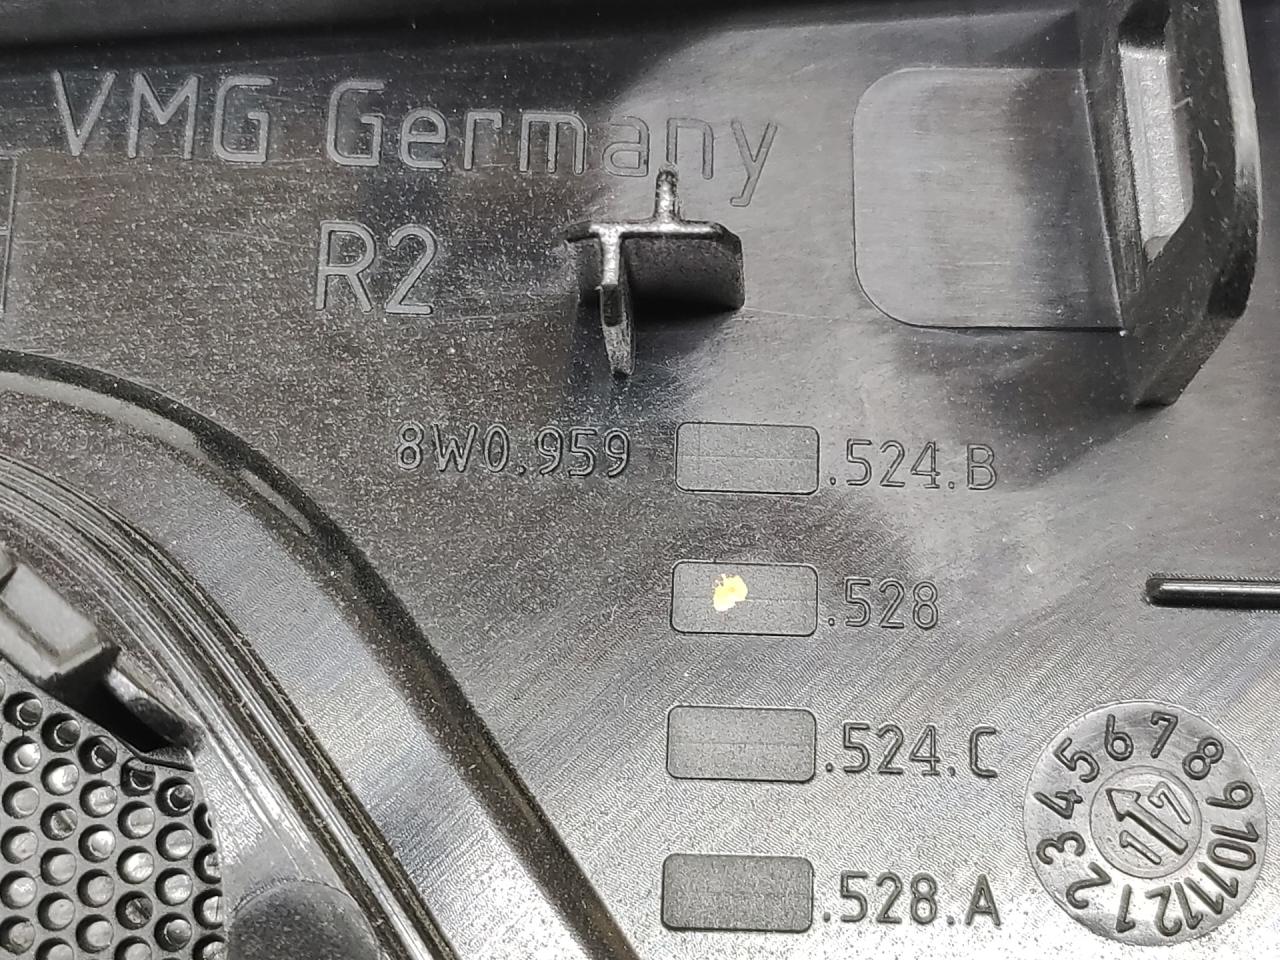 VMG Germany
R2
8W0.959 .524.B
.528
.524.C
.528.A
1 2 3 4 5 6 7 8 9 10 11 12
17